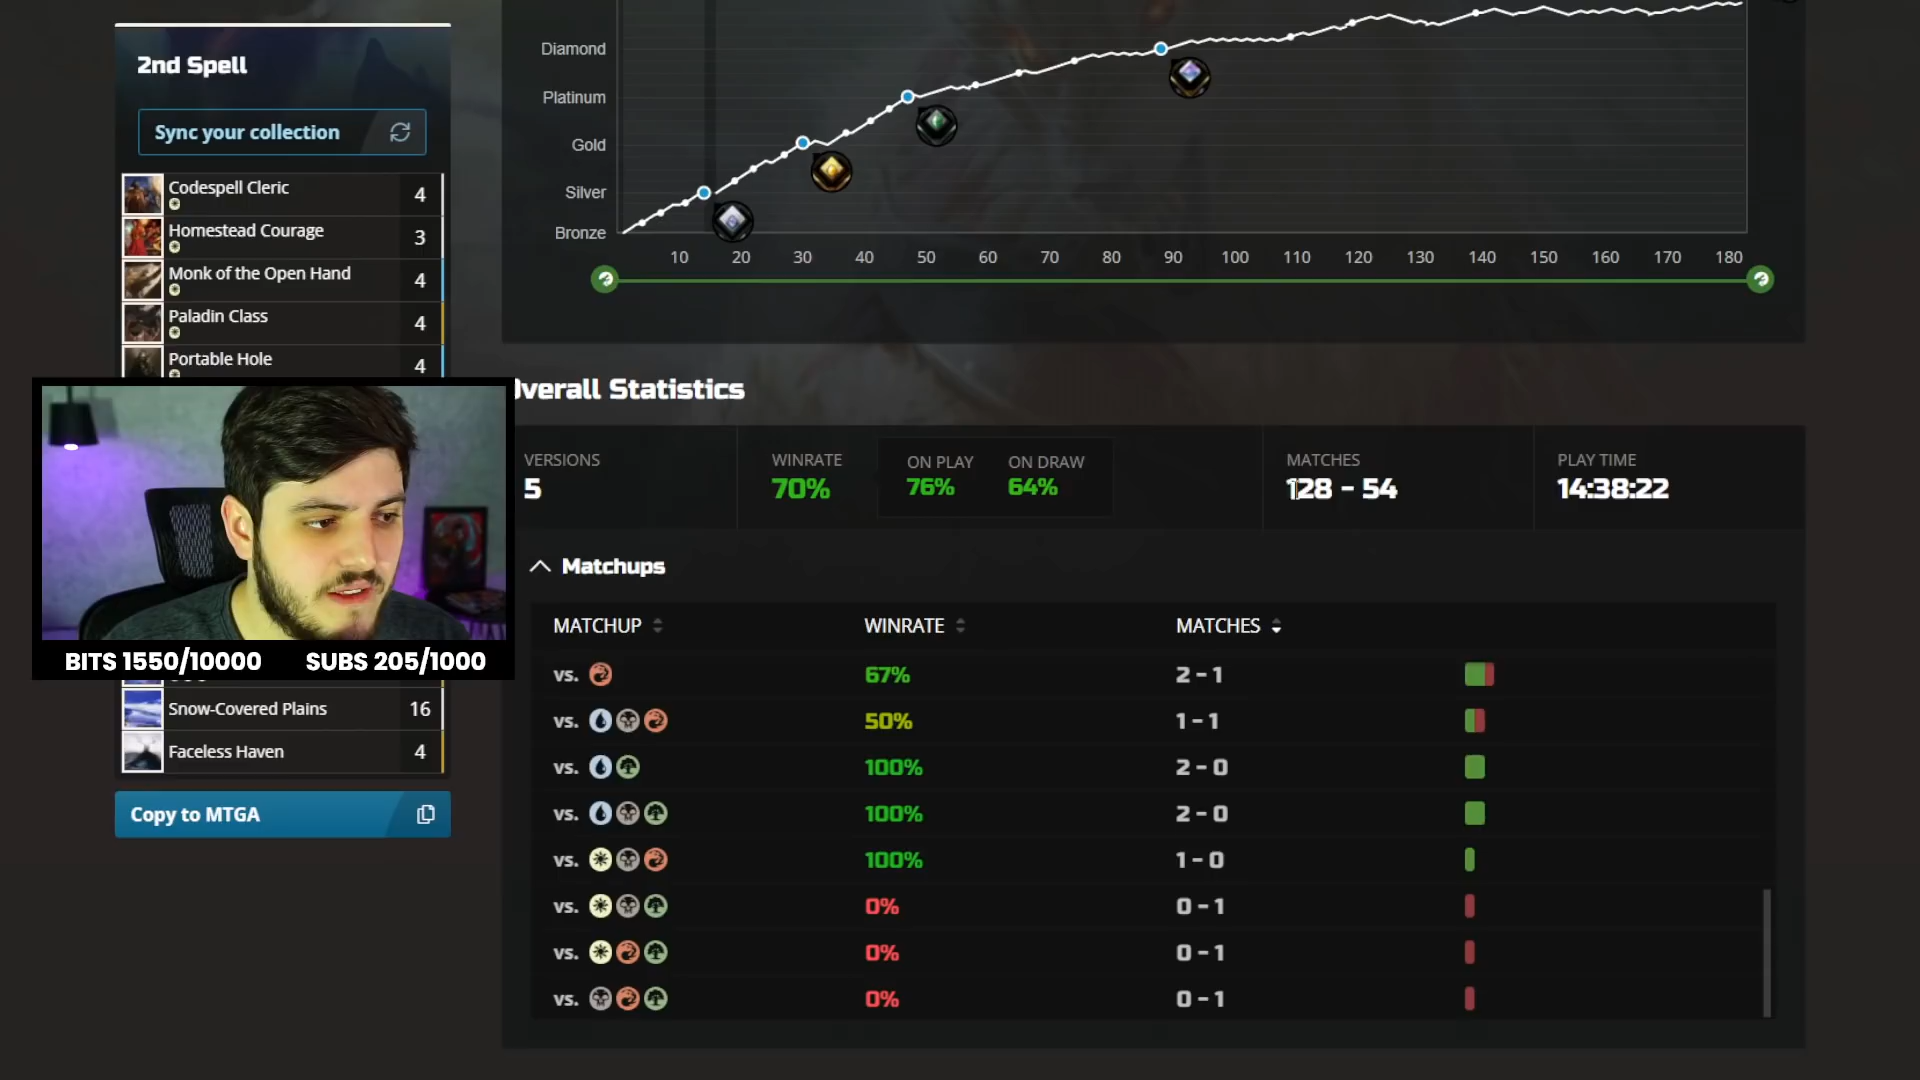 2nd Spell
Sync your collection
Codespell Cleric 4
Homestead Courage 3
Monk of the Open Hand 4
Paladin Class 4
Portable Hole 4
BITS 1550/10000 SUBS 205/1000
Snow-Covered Plains 16
Faceless Haven 4
Copy to MTGA
Diamond
Platinum
Gold
Silver
Bronze
10 20 30 40 50 60 70 80 90 100 110 120 130 140 150 160 170 180
Overall Statistics
VERSIONS WINRATE ON PLAY ON DRAW MATCHES PLAY TIME
5 70% 76% 64% 128 - 54 14:38:22
Matchups
MATCHUP WINRATE MATCHES
vs. 67% 2 - 1
vs. 50% 1 - 1
vs. 100% 2 - 0
vs. 100% 2 - 0
vs. 100% 1 - 0
vs. 0% 0 - 1
vs. 0% 0 - 1
vs. 0% 0 - 1